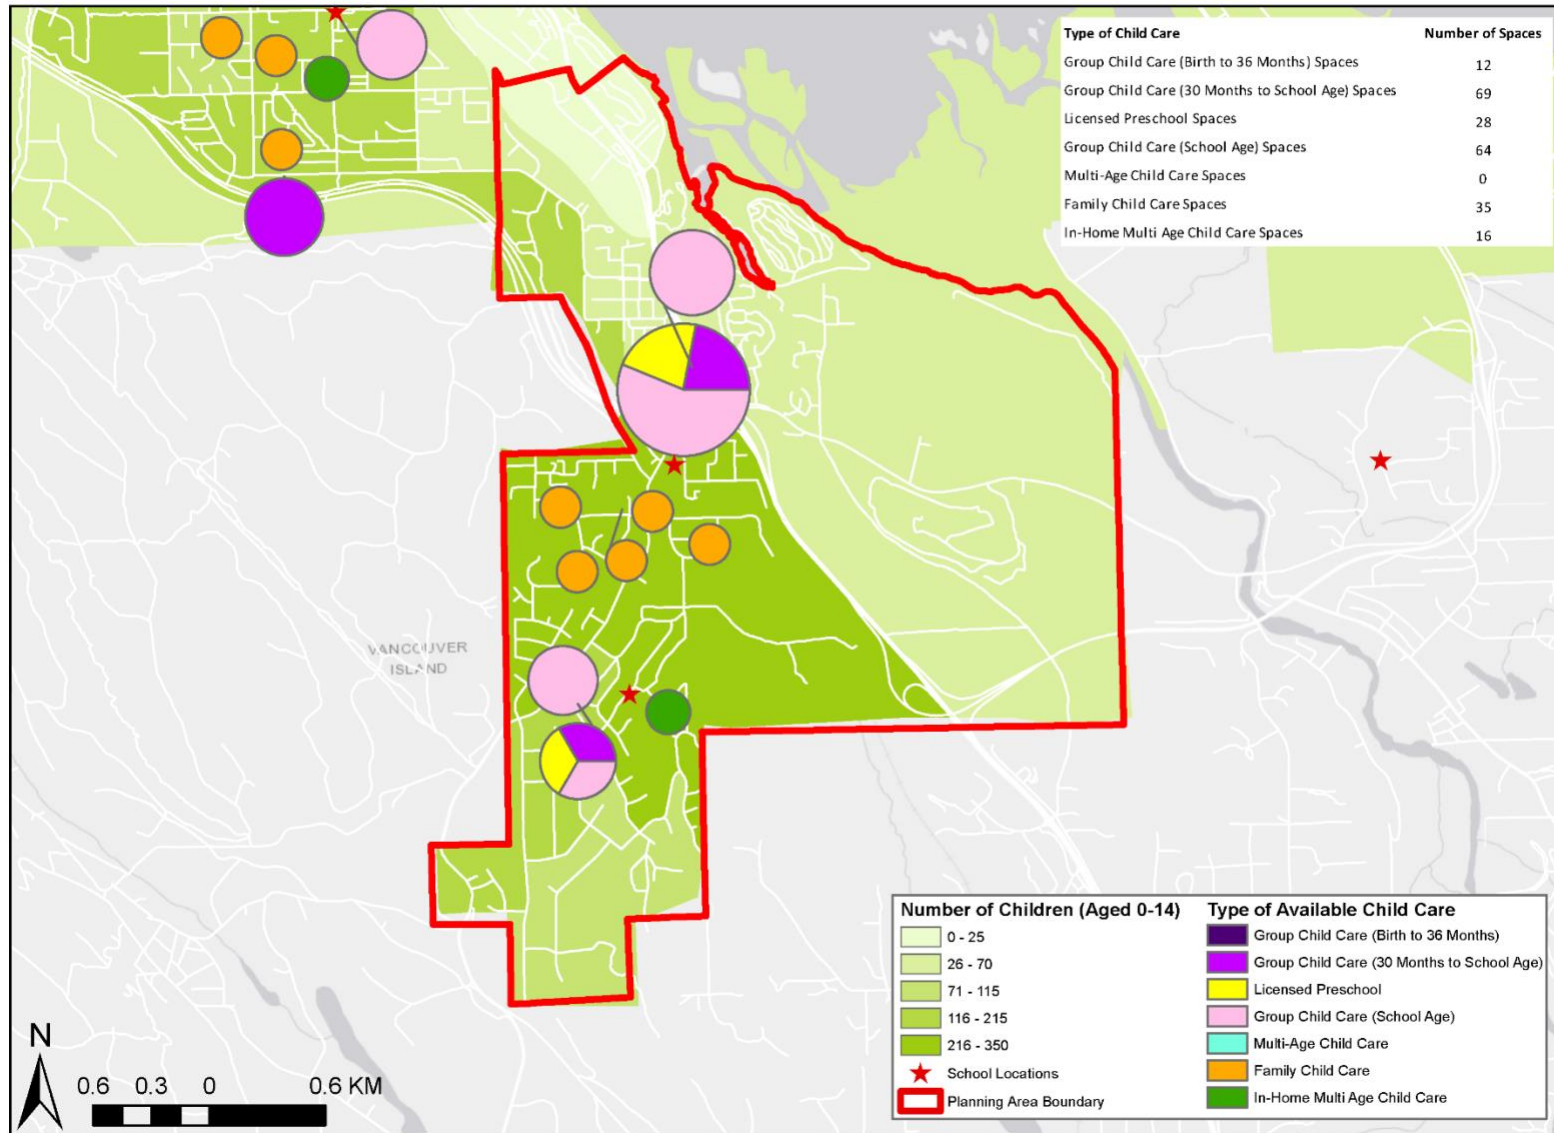 Type of Child Care Number of Spaces
Group Child Care (Birth to 36 Months) Spaces 12
Group Child Care (30 Months to School Age) Spaces 69
Licensed Preschool Spaces 28
Group Child Care (School Age) Spaces 64
Multi-Age Child Care Spaces 0
Family Child Care Spaces 35
In-Home Multi Age Child Care Spaces 16
VANCOUVER
ISLAND
Number of Children (Aged 0-14)
0 - 25
26 - 70
71 - 115
116 - 215
216 - 350
School Locations
Planning Area Boundary
Type of Available Child Care
Group Child Care (Birth to 36 Months)
Group Child Care (30 Months to School Age)
Licensed Preschool
Group Child Care (School Age)
Multi-Age Child Care
Family Child Care
In-Home Multi Age Child Care
N
0.6 0.3 0 0.6 KM